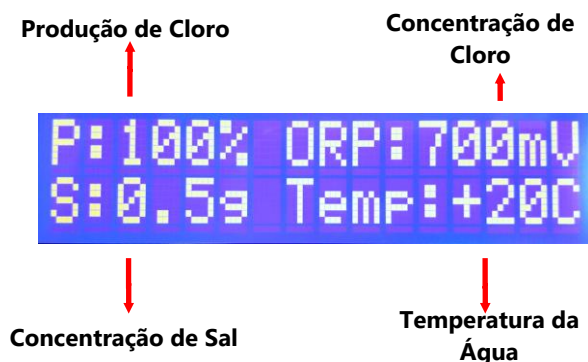 Produção de Cloro
Concentração de
Cloro
P:100% ORP:700mV
S:0.5g Temp:+20C
Concentração de Sal
Temperatura da
Água